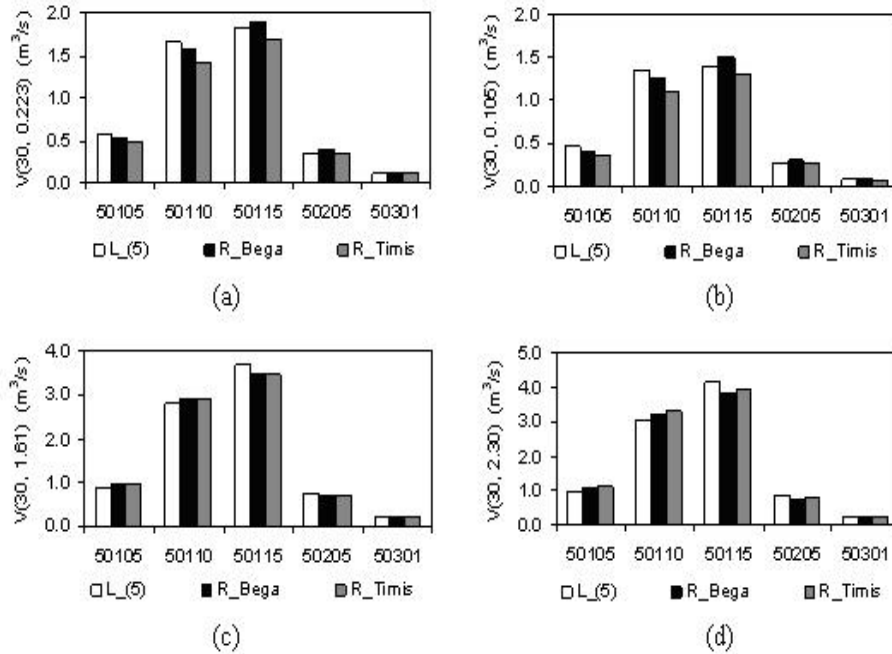 V(30, 0.223) (m³/s)
2.0
1.5
1.0
0.5
0.0
50105 50110 50115 50205 50301
L_(5) R_Bega R_Timis
(a)
V(30, 0.105) (m³/s)
2.0
1.5
1.0
0.5
0.0
50105 50110 50115 50205 50301
L_(5) R_Bega R_Timis
(b)
V(30, 1.61) (m³/s)
4.0
3.0
2.0
1.0
0.0
50105 50110 50115 50205 50301
L_(5) R_Bega R_Timis
(c)
V(30, 2.30) (m³/s)
5.0
4.0
3.0
2.0
1.0
0.0
50105 50110 50115 50205 50301
L_(5) R_Bega R_Timis
(d)